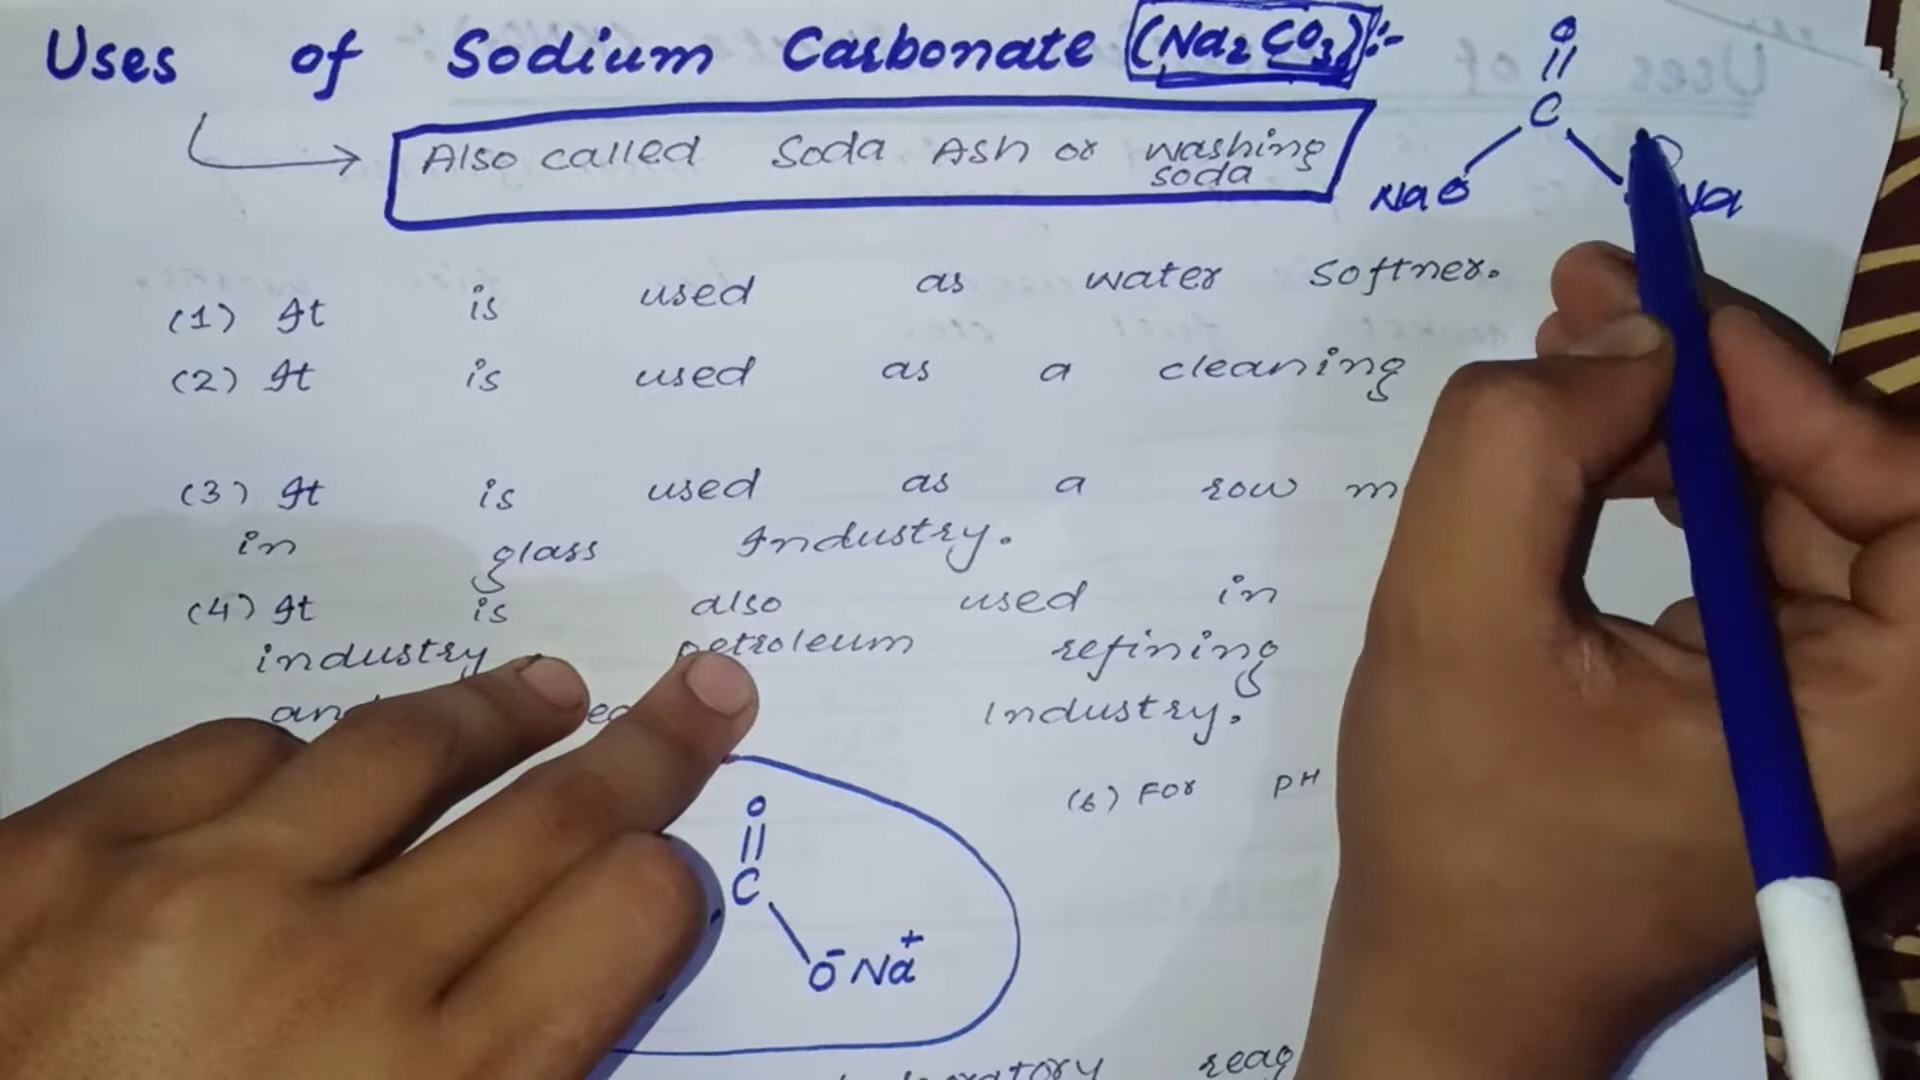 Uses of Sodium Carbonate (Na2CO3):-
Also called Soda Ash or washing
soda
O
C
NaO Na
(1) It is used as water softner.
(2) It is used as a cleaning
(3) It is used as a row
in glass Industry.
(4) It is also used in
industry petroleum refining
and Industry.
(6) For PH
O
C
O⁻ Na⁺